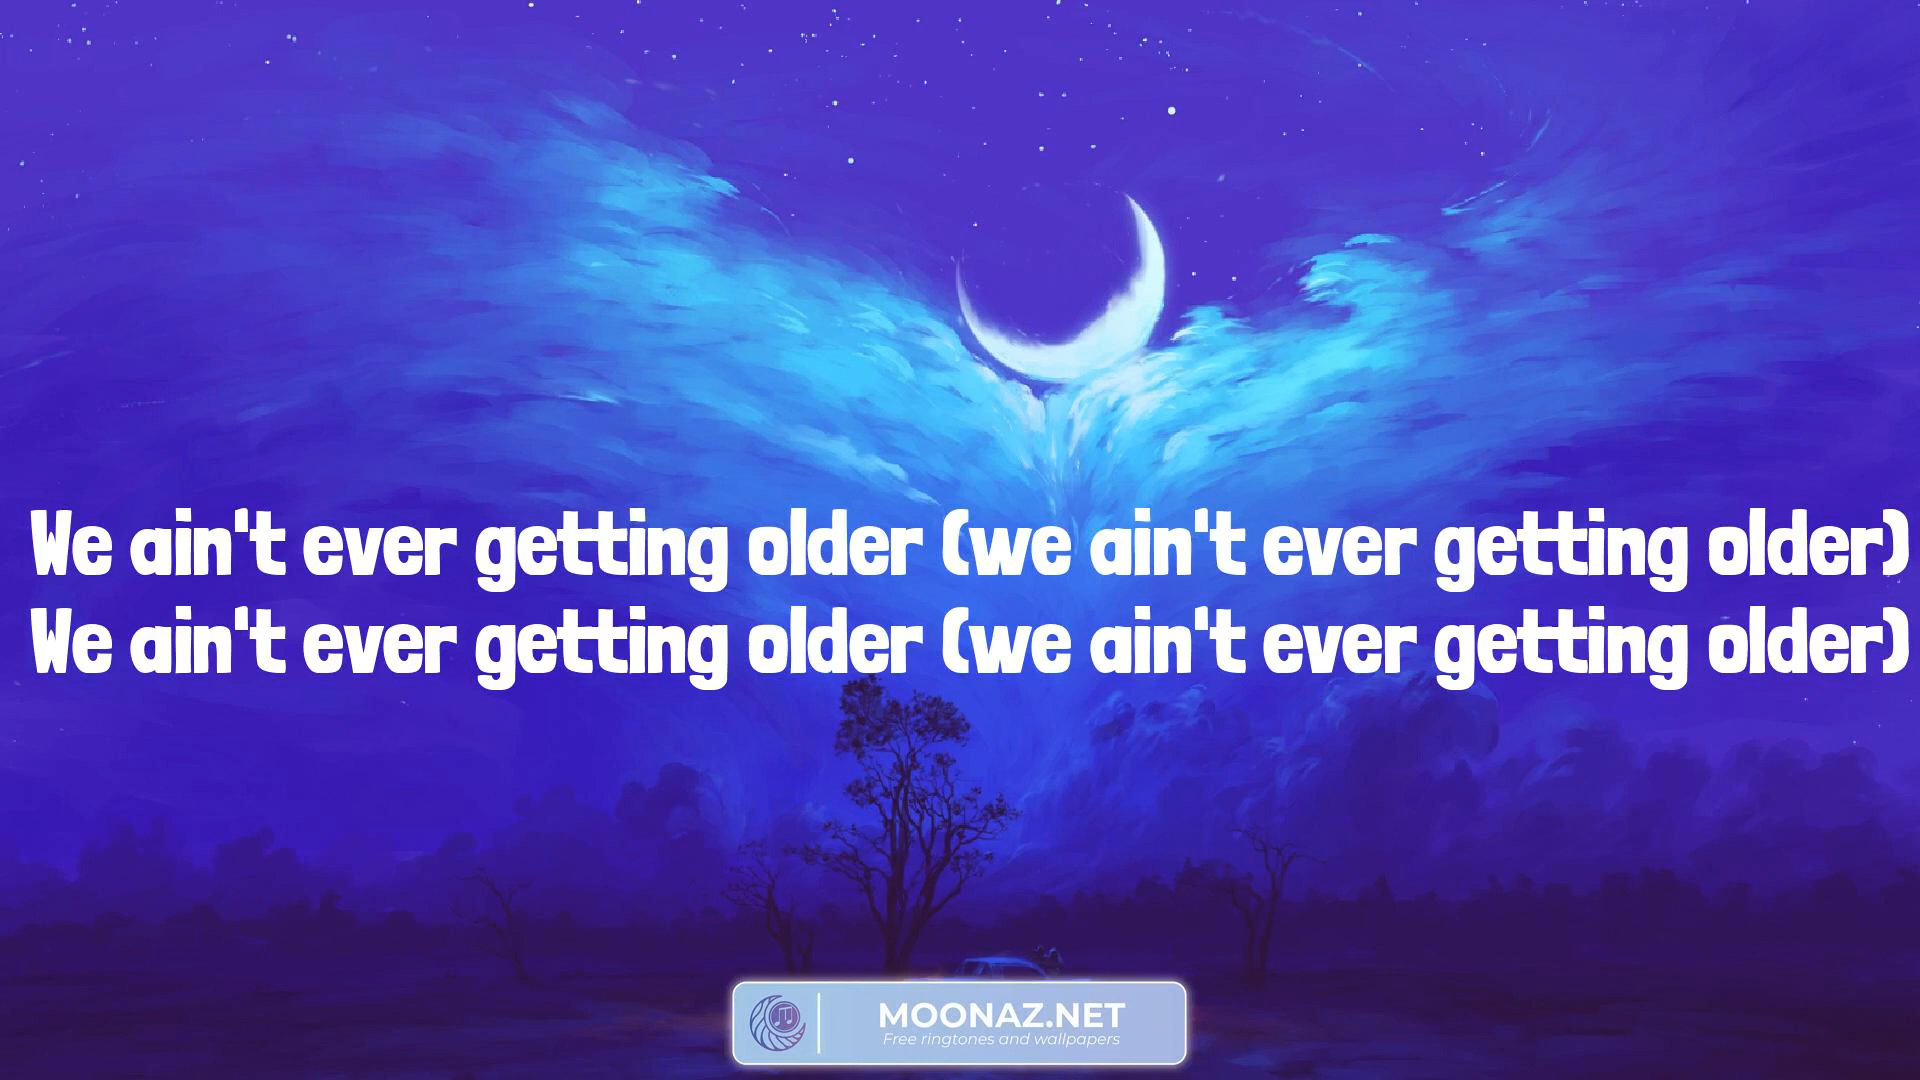 We ain't ever getting older (we ain't ever getting older)
We ain't ever getting older (we ain't ever getting older)
MOONAZ.NET
Free ringtones and wallpapers